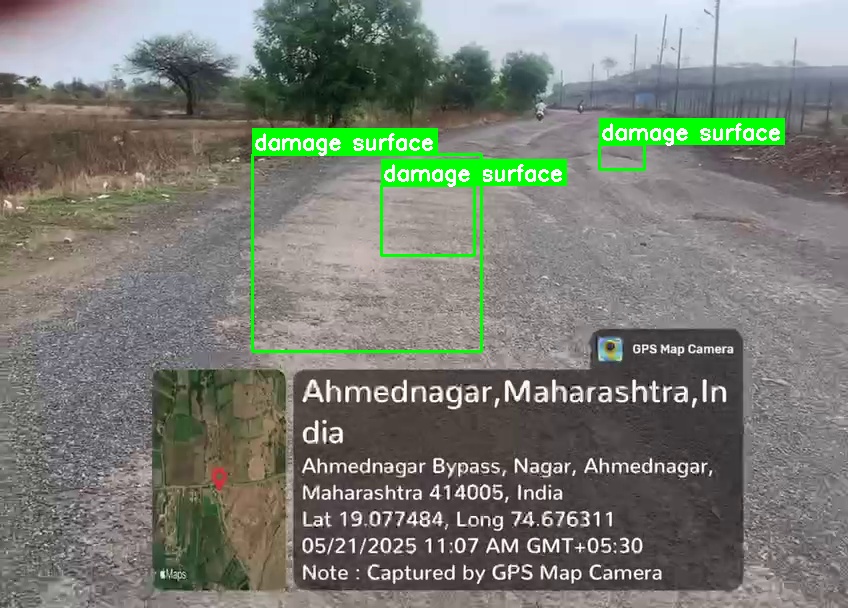 damage surface
damage surface
damage surface
GPS Map Camera
Ahmednagar,Maharashtra,In
dia
Ahmednagar Bypass, Nagar, Ahmednagar,
Maharashtra 414005, India
Lat 19.077484, Long 74.676311
05/21/2025 11:07 AM GMT+05:30
Note : Captured by GPS Map Camera
Maps